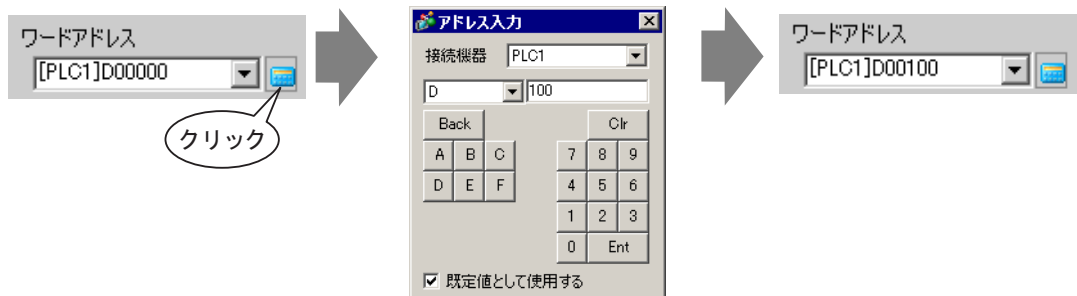 ワードアドレス
[PLC1]D00000
クリック
アドレス入力
接続機器 PLC1
D 100
Back Clr
A B C 7 8 9
D E F 4 5 6
1 2 3
0 Ent
既定値として使用する
ワードアドレス
[PLC1]D00100